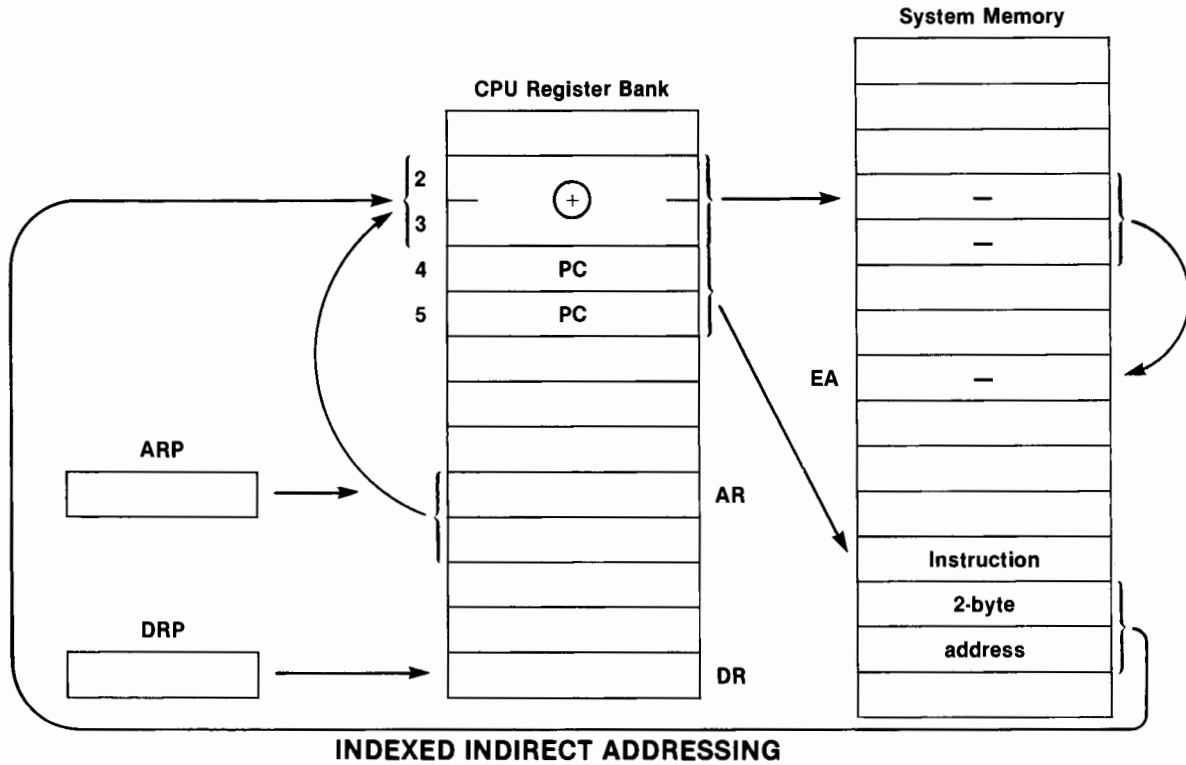 System Memory
CPU Register Bank
2
+
—
3
—
4
PC
5
PC
EA
—
ARP
AR
Instruction
2-byte
DRP
address
DR
INDEXED INDIRECT ADDRESSING